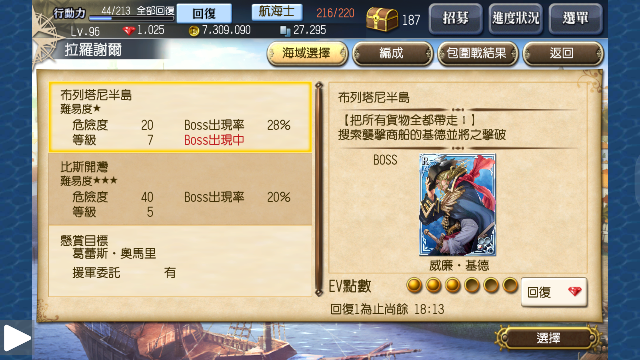 行動力 44/213 全部回復 回復 航海士 216/220 187 招募 進度狀況 選單
Lv.96 1.025 7.309.090 27.295
拉羅謝爾 海域選擇 編成 包圍戰結果 返回
布列塔尼半島
難易度★
危險度 20 Boss出現率 28%
等級 7 Boss出現中
比斯開灣
難易度★★★
危險度 40 Boss出現率 20%
等級 5
懸賞目標
葛蕾斯・奧馬里
援軍委託 有
布列塔尼半島
【把所有貨物全都帶走！】
搜索襲擊商船的基德並將之擊破
BOSS
威廉・基德
EV點數
回復
回復1為止尚餘 18:13
選擇